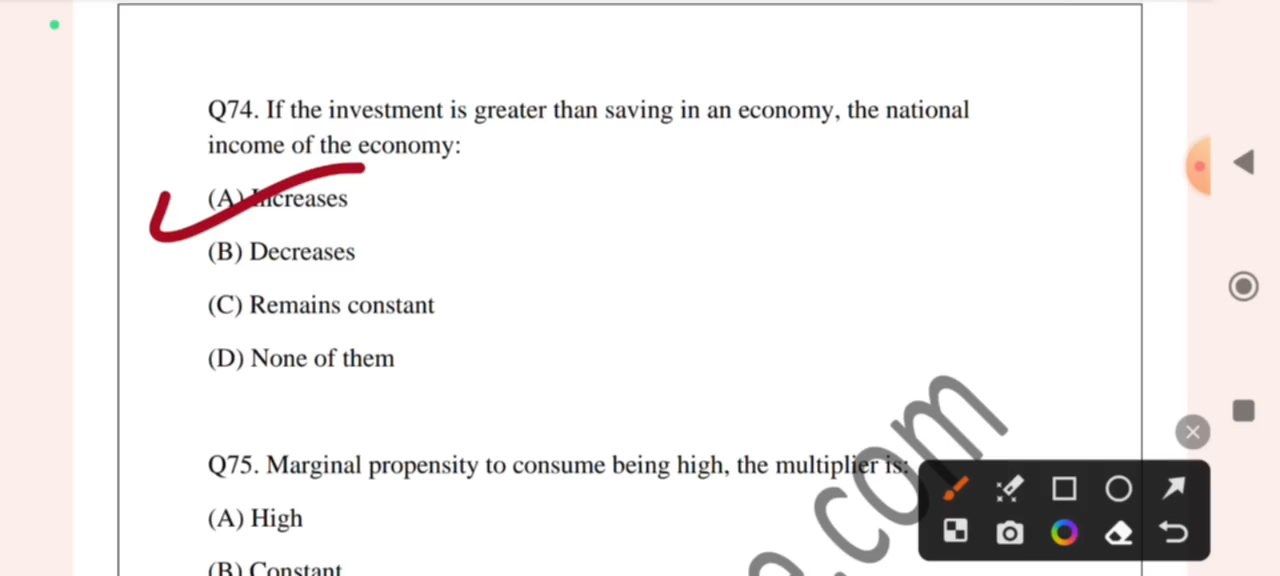 Q74. If the investment is greater than saving in an economy, the national
income of the economy:
(A) Increases
(B) Decreases
(C) Remains constant
(D) None of them
Q75. Marginal propensity to consume being high, the multiplier is:
(A) High
(B) Constant
.com